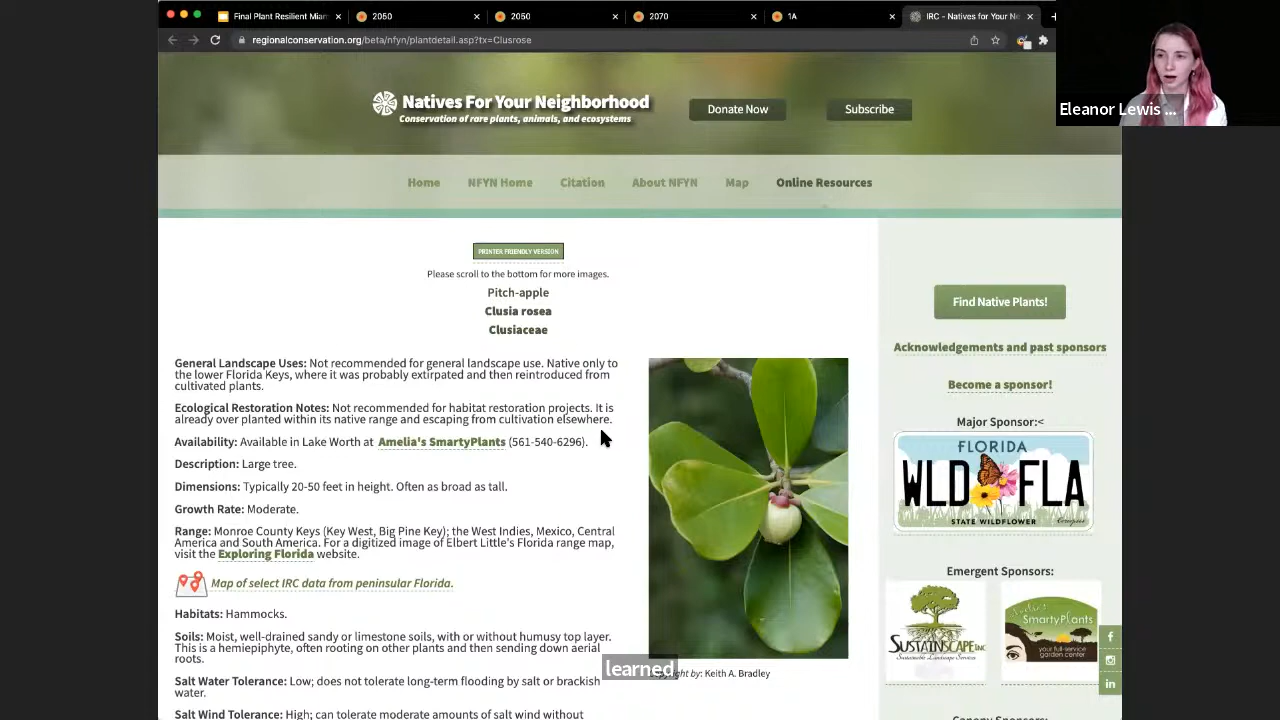 Final Plant Resilient Miam
2050
2050
2070
1A
IRC - Natives for Your Ne
regionalconservation.org/beta/nfyn/plantdetail.asp?tx=Clusrose
Eleanor Lewis ...
Natives For Your Neighborhood
Conservation of rare plants, animals, and ecosystems
Donate Now
Subscribe
Home
NFYN Home
Citation
About NFYN
Map
Online Resources
PRINTER FRIENDLY VERSION
Please scroll to the bottom for more images.
Pitch-apple
Clusia rosea
Clusiaceae
General Landscape Uses: Not recommended for general landscape use. Native only to
the lower Florida Keys, where it was probably extirpated and then reintroduced from
cultivated plants.
Ecological Restoration Notes: Not recommended for habitat restoration projects. It is
already over planted within its native range and escaping from cultivation elsewhere.
Availability: Available in Lake Worth at Amelia's SmartyPlants (561-540-6296).
Description: Large tree.
Dimensions: Typically 20-50 feet in height. Often as broad as tall.
Growth Rate: Moderate.
Range: Monroe County Keys (Key West, Big Pine Key); the West Indies, Mexico, Central
America and South America. For a digitized image of Elbert Little's Florida range map,
visit the Exploring Florida website.
Map of select IRC data from peninsular Florida.
Habitats: Hammocks.
Soils: Moist, well-drained sandy or limestone soils, with or without humusy top layer.
This is a hemiepiphyte, often rooting on other plants and then sending down aerial
roots.
Salt Water Tolerance: Low; does not tolerate long-term flooding by salt or brackish
water.
Salt Wind Tolerance: High; can tolerate moderate amounts of salt wind without
learned
by: Keith A. Bradley
Find Native Plants!
Acknowledgements and past sponsors
Become a sponsor!
Major Sponsor:<
FLORIDA
WLD FLA
STATE WILDFLOWER
Emergent Sponsors:
SUSTAINSCAPE INC
Sustainable Landscape Services
SmartyPlants
your full-service
garden center
f
in